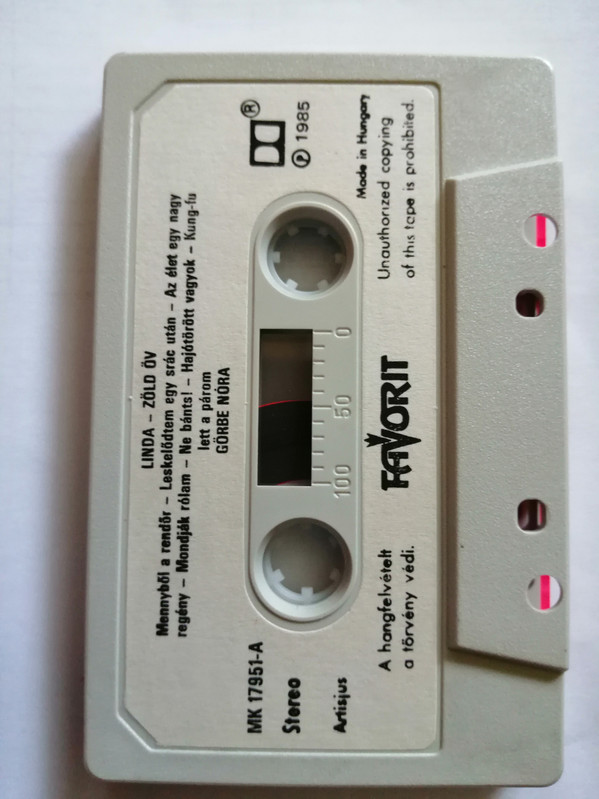 LINDA – ZÖLD ÖV
Mennyből a rendőr – Leskelődtem egy srác után – Az élet egy nagy
regény – Mondják rólam – Ne bánts! – Hajótörött vagyok – Kung-fu
lett a párom
GÖRBE NÓRA
MK 17951-A
Stereo
Artisjus
®
℗ 1985
100 50 0
A hangfelvételt
a törvény védi.
FAVORIT
Made in Hungary
Unauthorized copying
of this tape is prohibited.